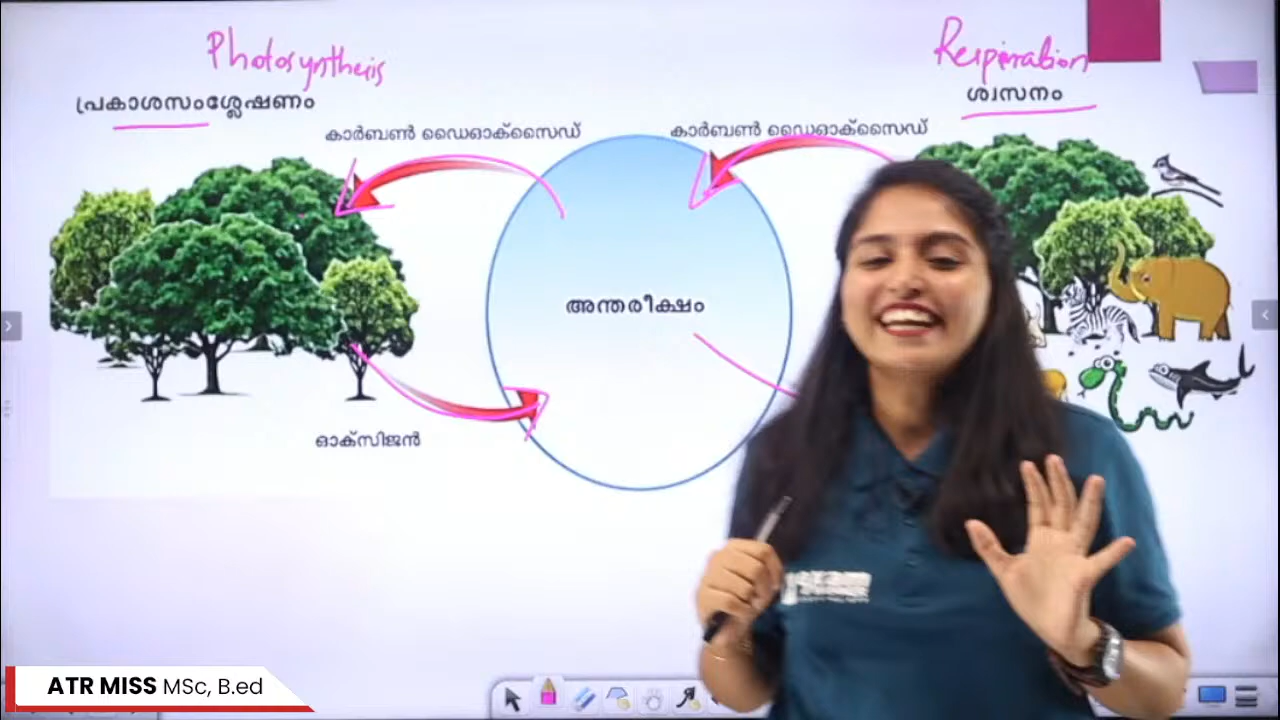 Photosynthesis
Respiration
പ്രകാശസംശ്ലേഷണം
ശ്വസനം
കാർബൺ ഡൈഓക്സൈഡ്
കാർബൺ ഡൈഓക്സൈഡ്
അന്തരീക്ഷം
ഓക്സിജൻ
ATR MISS MSc, B.ed